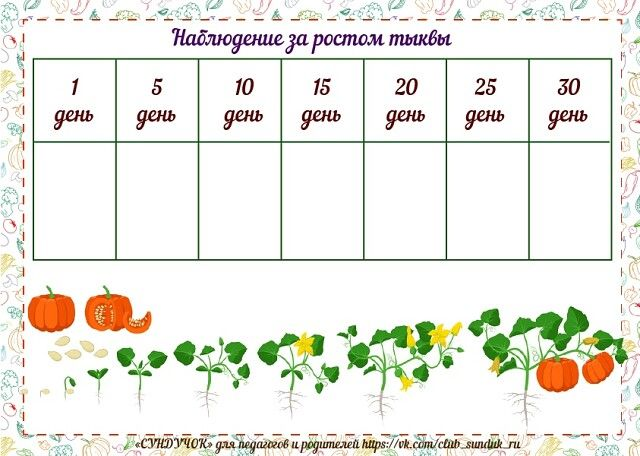 Наблюдение за ростом тыквы
1 день
5 день
10 день
15 день
20 день
25 день
30 день
«СУНДУЧОК» для педагогов и родителей https://vk.com/club_sunduk_ru